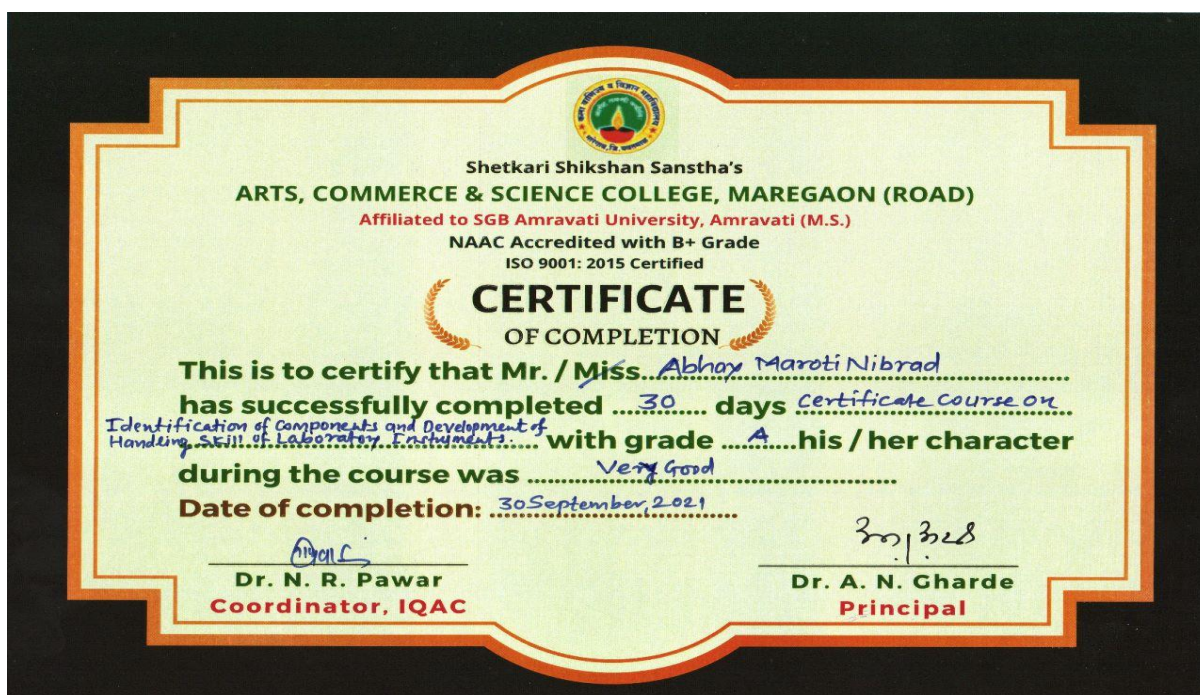 कला वाणिज्य व विज्ञान महाविद्यालय
Shetkari Shikshan Sanstha's
ARTS, COMMERCE & SCIENCE COLLEGE, MAREGAON (ROAD)
Affiliated to SGB Amravati University, Amravati (M.S.)
NAAC Accredited with B+ Grade
ISO 9001: 2015 Certified
CERTIFICATE
OF COMPLETION
This is to certify that Mr. / Miss. Abhay Maroti Nibrad
has successfully completed ....30.... days Certificate Course on
Identification of Components and Development of
Handling Skill of Laboratory Instruments. with grade ...A...his / her character
during the course was ..........Very Good..........
Date of completion: 30 September, 2021
Dr. N. R. Pawar
Coordinator, IQAC
Dr. A. N. Gharde
Principal